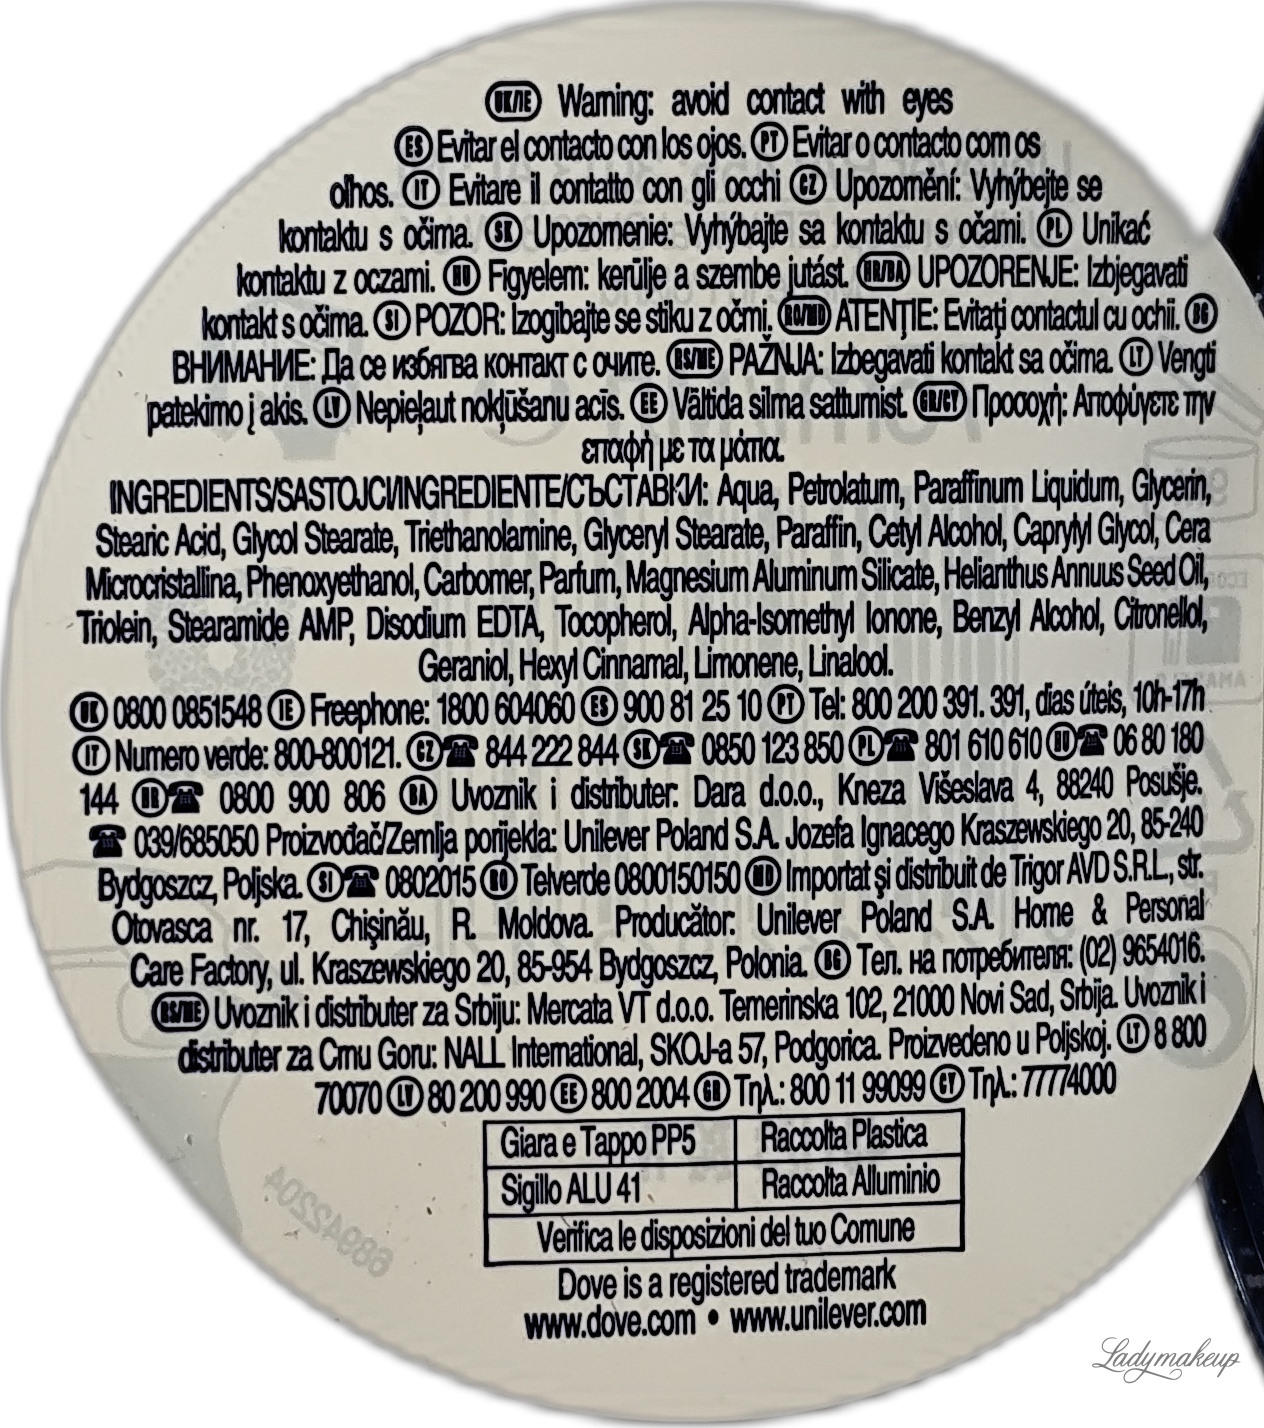 UK/IE Warning: avoid contact with eyes
ES Evitar el contacto con los ojos. PT Evitar o contacto com os
olhos. IT Evitare il contatto con gli occhi CZ Upozornění: Vyhýbejte se
kontaktu s očima. SK Upozornenie: Vyhýbajte sa kontaktu s očami. PL Unikać
kontaktu z oczami. HU Figyelem: kerülje a szembe jutást. HR/BA UPOZORENJE: Izbjegavati
kontakt s očima. SI POZOR: Izogibajte se stiku z očmi. RO/MD ATENȚIE: Evitați contactul cu ochii. BG
ВНИМАНИЕ: Да се избягва контакт с очите. RS/ME PAŽNJA: Izbegavati kontakt sa očima. LT Vengti
patekimo į akis. LV Nepieļaut nokļūšanu acīs. EE Vältida silma sattumist. GR/CY Προσοχή: Αποφύγετε την
επαφή με τα μάτια.
INGREDIENTS/SASTOJCI/INGREDIENTE/СЪСТАВКИ: Aqua, Petrolatum, Paraffinum Liquidum, Glycerin,
Stearic Acid, Glycol Stearate, Triethanolamine, Glyceryl Stearate, Paraffin, Cetyl Alcohol, Caprylyl Glycol, Cera
Microcristallina, Phenoxyethanol, Carbomer, Parfum, Magnesium Aluminum Silicate, Helianthus Annuus Seed Oil,
Triolein, Stearamide AMP, Disodium EDTA, Tocopherol, Alpha-Isomethyl Ionone, Benzyl Alcohol, Citronellol,
Geraniol, Hexyl Cinnamal, Limonene, Linalool.
UK 0800 0851548 IE Freephone: 1800 604060 ES 900 81 25 10 PT Tel: 800 200 391. 391, dias úteis, 10h-17h
IT Numero verde: 800-800121. CZ ☎ 844 222 844 SK ☎ 0850 123 850 PL ☎ 801 610 610 HU ☎ 06 80 180
144 HR ☎ 0800 900 806 BA Uvoznik i distributer: Dara d.o.o., Kneza Višeslava 4, 88240 Posušje.
☎ 039/685050 Proizvođač/Zemlja porijekla: Unilever Poland S.A. Jozefa Ignacego Kraszewskiego 20, 85-240
Bydgoszcz, Poljska. SI ☎ 0802015 RO Telverde 0800150150 MD Importat și distribuit de Trigor AVD S.R.L., str.
Otovasca nr. 17, Chişinău, R. Moldova. Producător: Unilever Poland S.A. Home & Personal
Care Factory, ul. Kraszewskiego 20, 85-954 Bydgoszcz, Polonia. BG Тел. на потребителя: (02) 9654016.
RS/ME Uvoznik i distributer za Srbiju: Mercata VT d.o.o. Temerinska 102, 21000 Novi Sad, Srbija. Uvoznik i
distributer za Crnu Goru: NALL International, SKOJ-a 57, Podgorica. Proizvedeno u Poljskoj. LT 8 800
70070 LV 80 200 990 EE 800 2004 GR Τηλ.: 800 11 99099 CY Τηλ.: 77774000
Giara e Tappo PP5 Raccolta Plastica
Sigillo ALU 41 Raccolta Alluminio
Verifica le disposizioni del tuo Comune
Dove is a registered trademark
www.dove.com • www.unilever.com
68942204
Ladymakeup